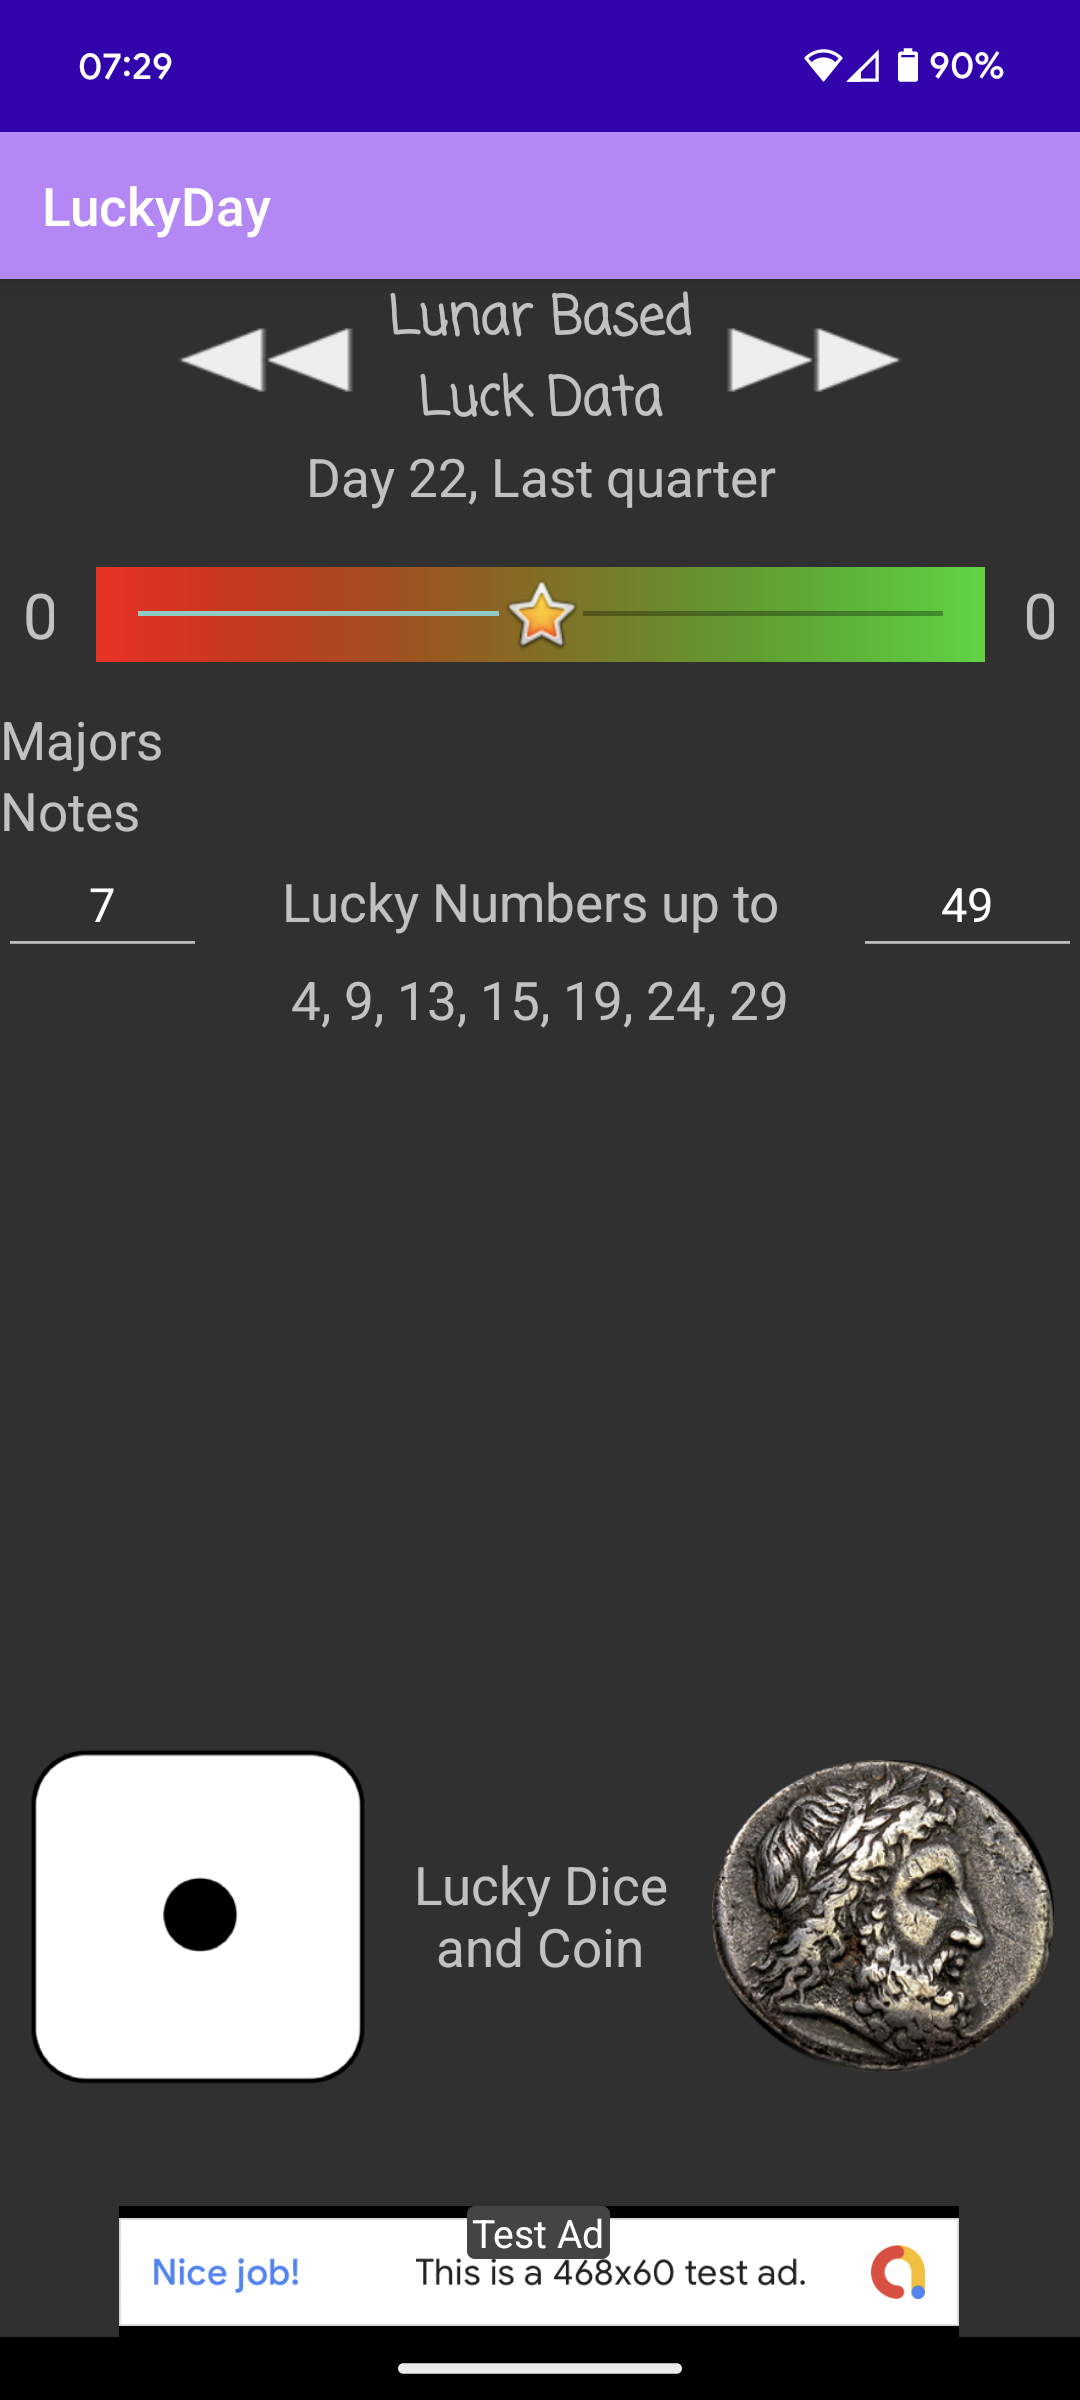 07:29
90%
LuckyDay
Lunar Based
Luck Data
Day 22, Last quarter
0
0
Majors
Notes
7
Lucky Numbers up to
49
4, 9, 13, 15, 19, 24, 29
Lucky Dice
and Coin
Test Ad
Nice job!
This is a 468x60 test ad.